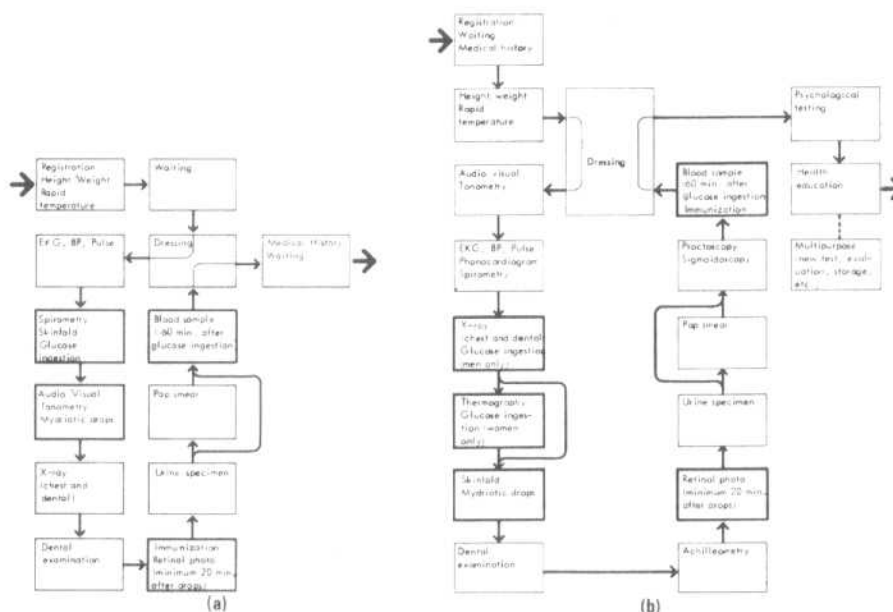 Registration
Height/Weight
Rapid
temperature
Waiting
EKG, BP, Pulse
Dressing
Medical History
Waiting
Spirometry
Skinfold
Glucose
ingestion
Blood sample
(60 min. after
glucose ingestion)
Audio/Visual
Tonometry
Mydriatic drops
Pap smear
X-ray
(chest and
dental)
Urine specimen
Dental
examination
Immunization
Retinal photo
(minimum 20 min.
after drops)
(a)
Registration
Waiting
Medical history
Height weight
Rapid
temperature
Dressing
Psychological
testing
Audio visual
Tonometry
Blood sample
(60 min. after
glucose ingestion
Immunization
Health
education
EKG, BP, Pulse
Phonocardiogram
Spirometry
Proctoscopy
Sigmoidoscopy
Multipurpose
(new test, evalu-
uation, storage,
etc.)
X-ray
(chest and dental)
Glucose ingestion
(men only)
Pap smear
Thermography
Glucose inges-
tion (women
only)
Urine specimen
Skinfold
Mydriatic drops
Retinal photo
(minimum 20 min.
after drops)
Dental
examination
Achilleometry
(b)